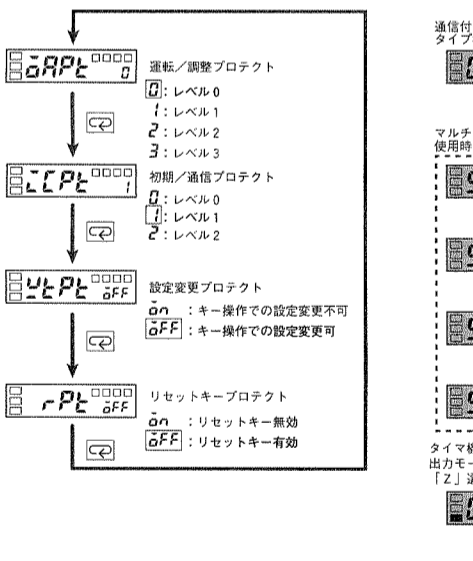 oAPt 0
運転/調整プロテクト
0:レベル0
1:レベル1
2:レベル2
3:レベル3
iCPt 1
初期/通信プロテクト
0:レベル0
1:レベル1
2:レベル2
WtPt oFF
設定変更プロテクト
on :キー操作での設定変更不可
oFF:キー操作での設定変更可
rPt oFF
リセットキープロテクト
on :リセットキー無効
oFF:リセットキー有効
通信付
タイプ
マルチ
使用時
タイマ機
出力モー
「Z」選